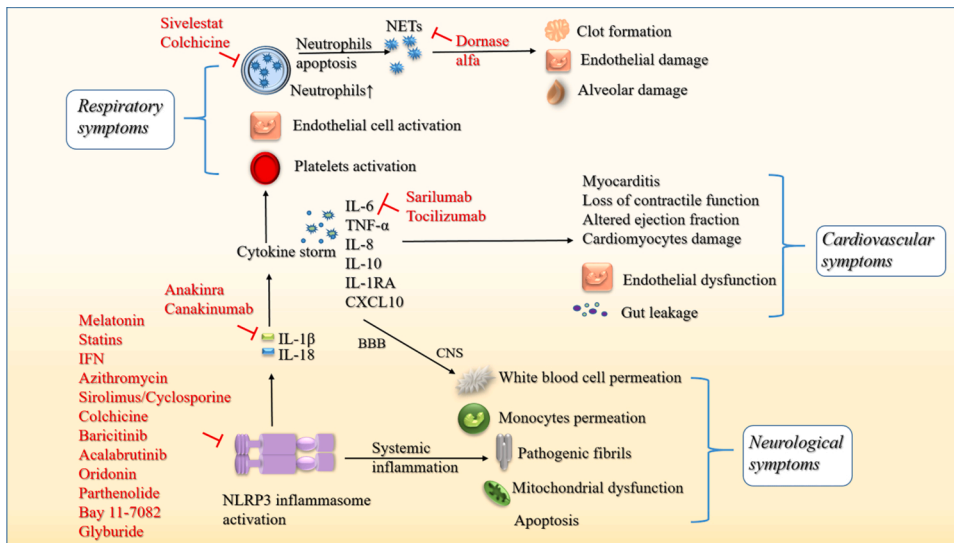 Sivelestat
Colchicine
Neutrophils
apoptosis
Neutrophils↑
NETs
Dornase
alfa
Clot formation
Endothelial damage
Alveolar damage
Respiratory
symptoms
Endothelial cell activation
Platelets activation
Cytokine storm
IL-6
TNF-α
IL-8
IL-10
IL-1RA
CXCL10
Sarilumab
Tocilizumab
Myocarditis
Loss of contractile function
Altered ejection fraction
Cardiomyocytes damage
Endothelial dysfunction
Gut leakage
Cardiovascular
symptoms
Anakinra
Canakinumab
IL-1β
IL-18
BBB
CNS
Melatonin
Statins
IFN
Azithromycin
Sirolimus/Cyclosporine
Colchicine
Baricitinib
Acalabrutinib
Oridonin
Parthenolide
Bay 11-7082
Glyburide
NLRP3 inflammasome
activation
Systemic
inflammation
White blood cell permeation
Monocytes permeation
Pathogenic fibrils
Mitochondrial dysfunction
Apoptosis
Neurological
symptoms